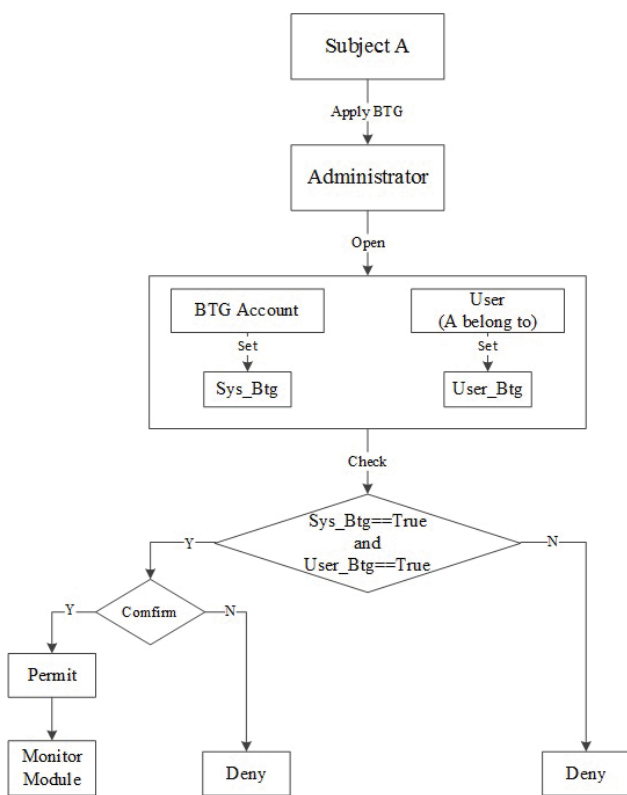 Subject A
Apply BTG
Administrator
Open
BTG Account
User
(A belong to)
Set
Set
Sys_Btg
User_Btg
Check
Sys_Btg==True
and
User_Btg==True
Y
N
Comfirm
Y
N
Permit
Monitor
Module
Deny
Deny